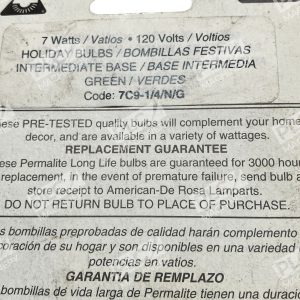 7 Watts / Vatios • 120 Volts / Voltios
HOLIDAY BULBS / BOMBILLAS FESTIVAS
INTERMEDIATE BASE / BASE INTERMEDIA
GREEN / VERDES
Code: 7C9-1/4/N/G
ese PRE-TESTED quality bulbs will complement your home
decor, and are available in a variety of wattages.
REPLACEMENT GUARANTEE
ese Permalite Long Life bulbs are guaranteed for 3000 hour
replacement, in the event of premature failure, send bulb a
store receipt to American-De Rosa Lamparts.
DO NOT RETURN BULB TO PLACE OF PURCHASE.
as bombillas preprobadas de calidad harán complemento
coración de su hogar y son disponibles en una variedad
potencias en vatios.
GARANTIA DE REMPLAZO
bombillas de vida larga de Permalite tienen una duración